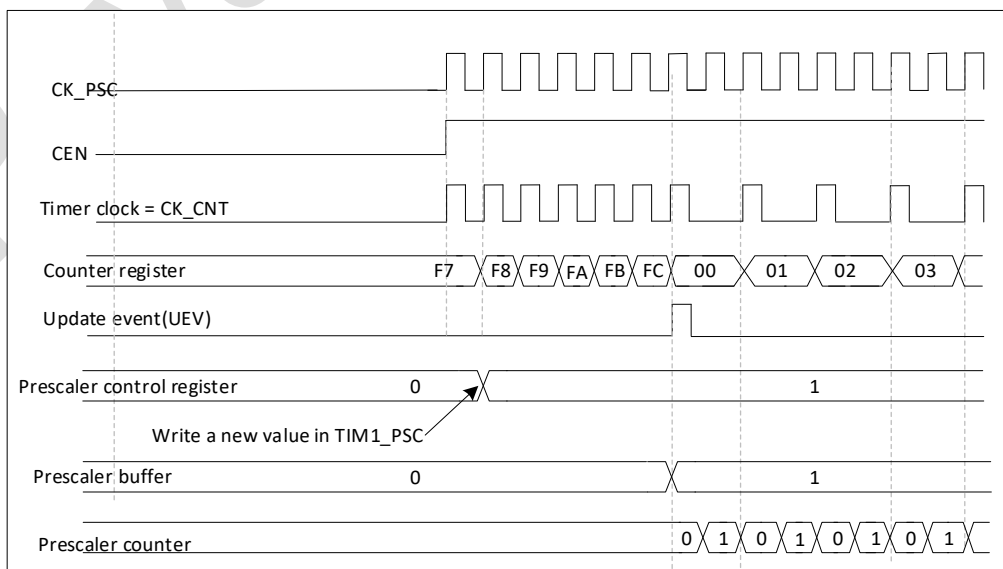 CK_PSC
CEN
Timer clock = CK_CNT
Counter register F7 F8 F9 FA FB FC 00 01 02 03
Update event(UEV)
Prescaler control register 0 1
Write a new value in TIM1_PSC
Prescaler buffer 0 1
Prescaler counter 0 1 0 1 0 1 0 1